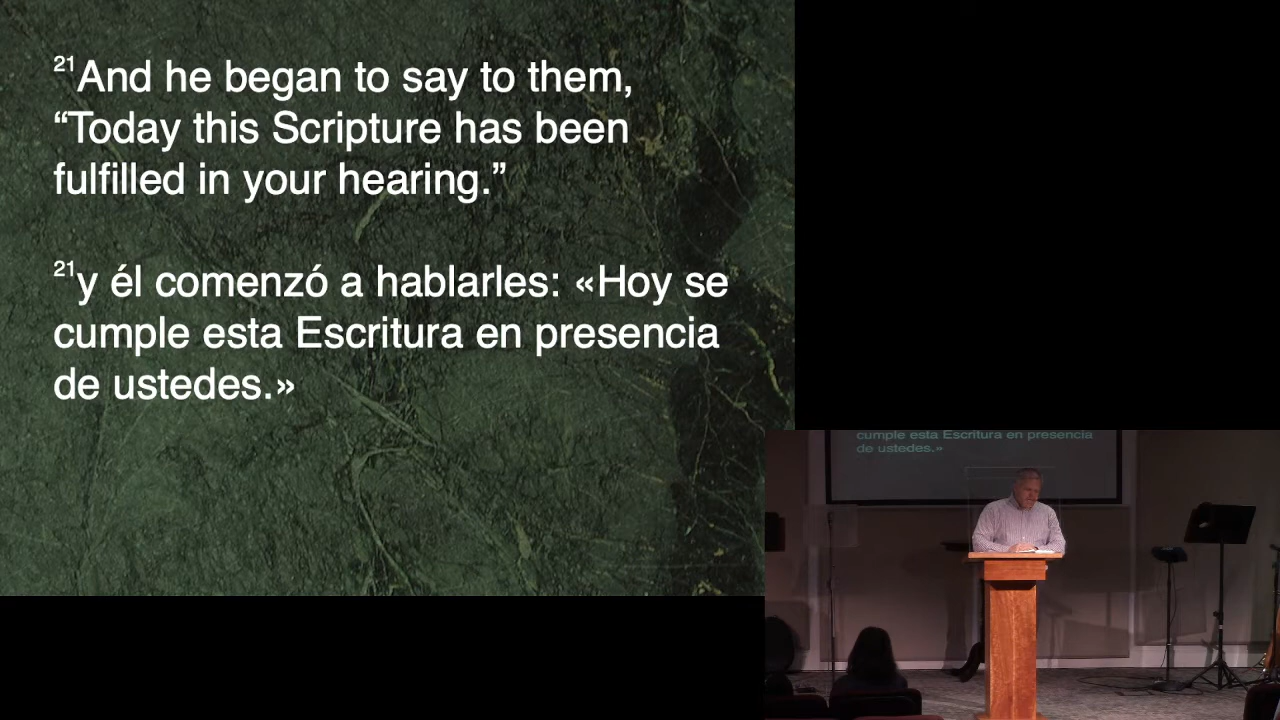 ²¹And he began to say to them,
“Today this Scripture has been
fulfilled in your hearing.”
²¹y él comenzó a hablarles: «Hoy se
cumple esta Escritura en presencia
de ustedes.»
cumple esta Escritura en presencia
de ustedes.»